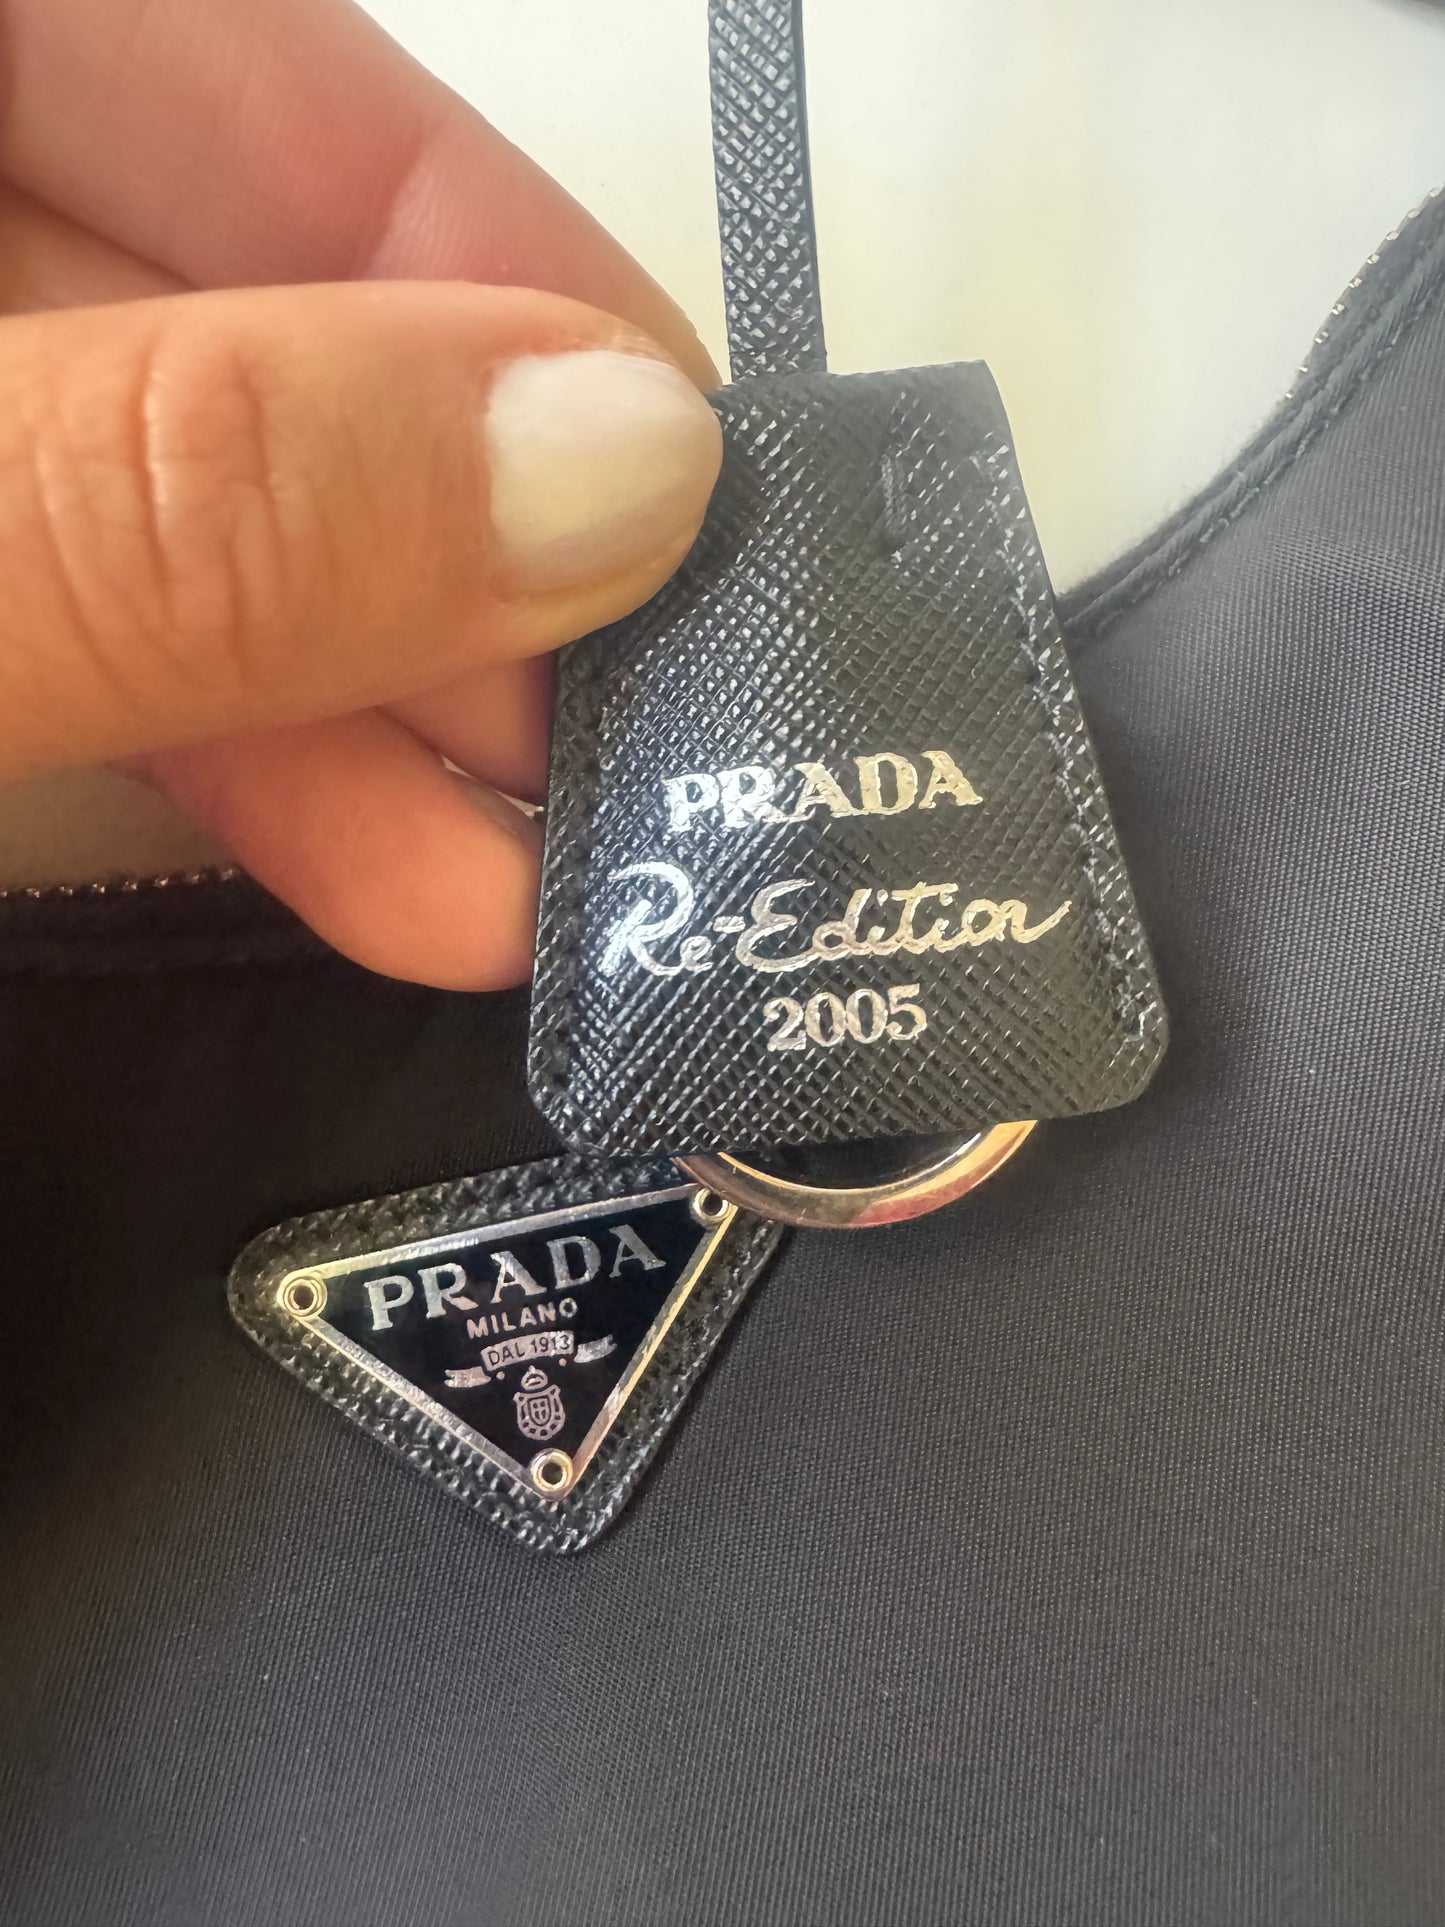 PRADA
Re-Edition
2005
PRADA
MILANO
DAL 1913